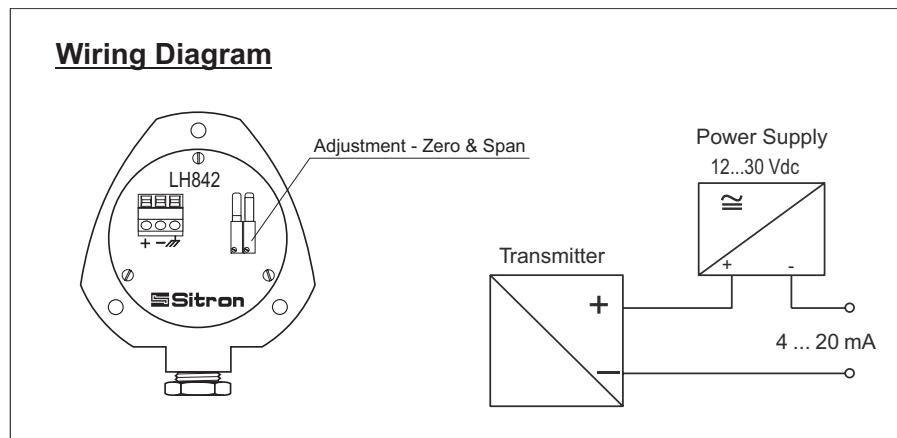 Wiring Diagram
Adjustment - Zero & Span
LH842
+ −
Sitron
Power Supply
12...30 Vdc
≅
+ -
Transmitter
+
−
4 ... 20 mA